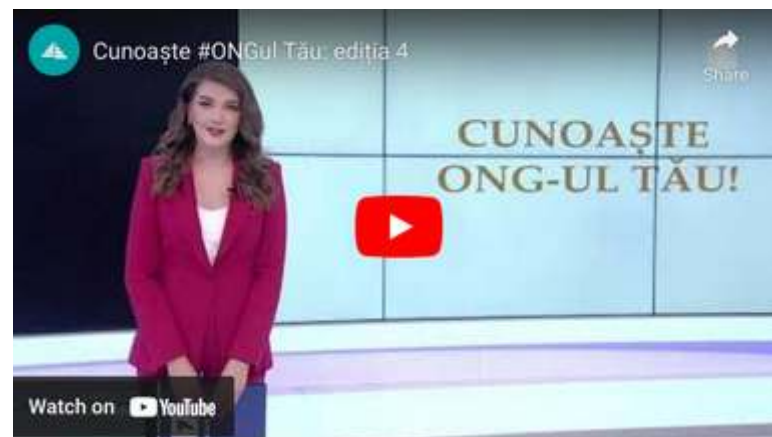 Cunoaște #ONGul Tău: ediția 4
Share
CUNOAȘTE
ONG-UL TĂU!
Watch on YouTube